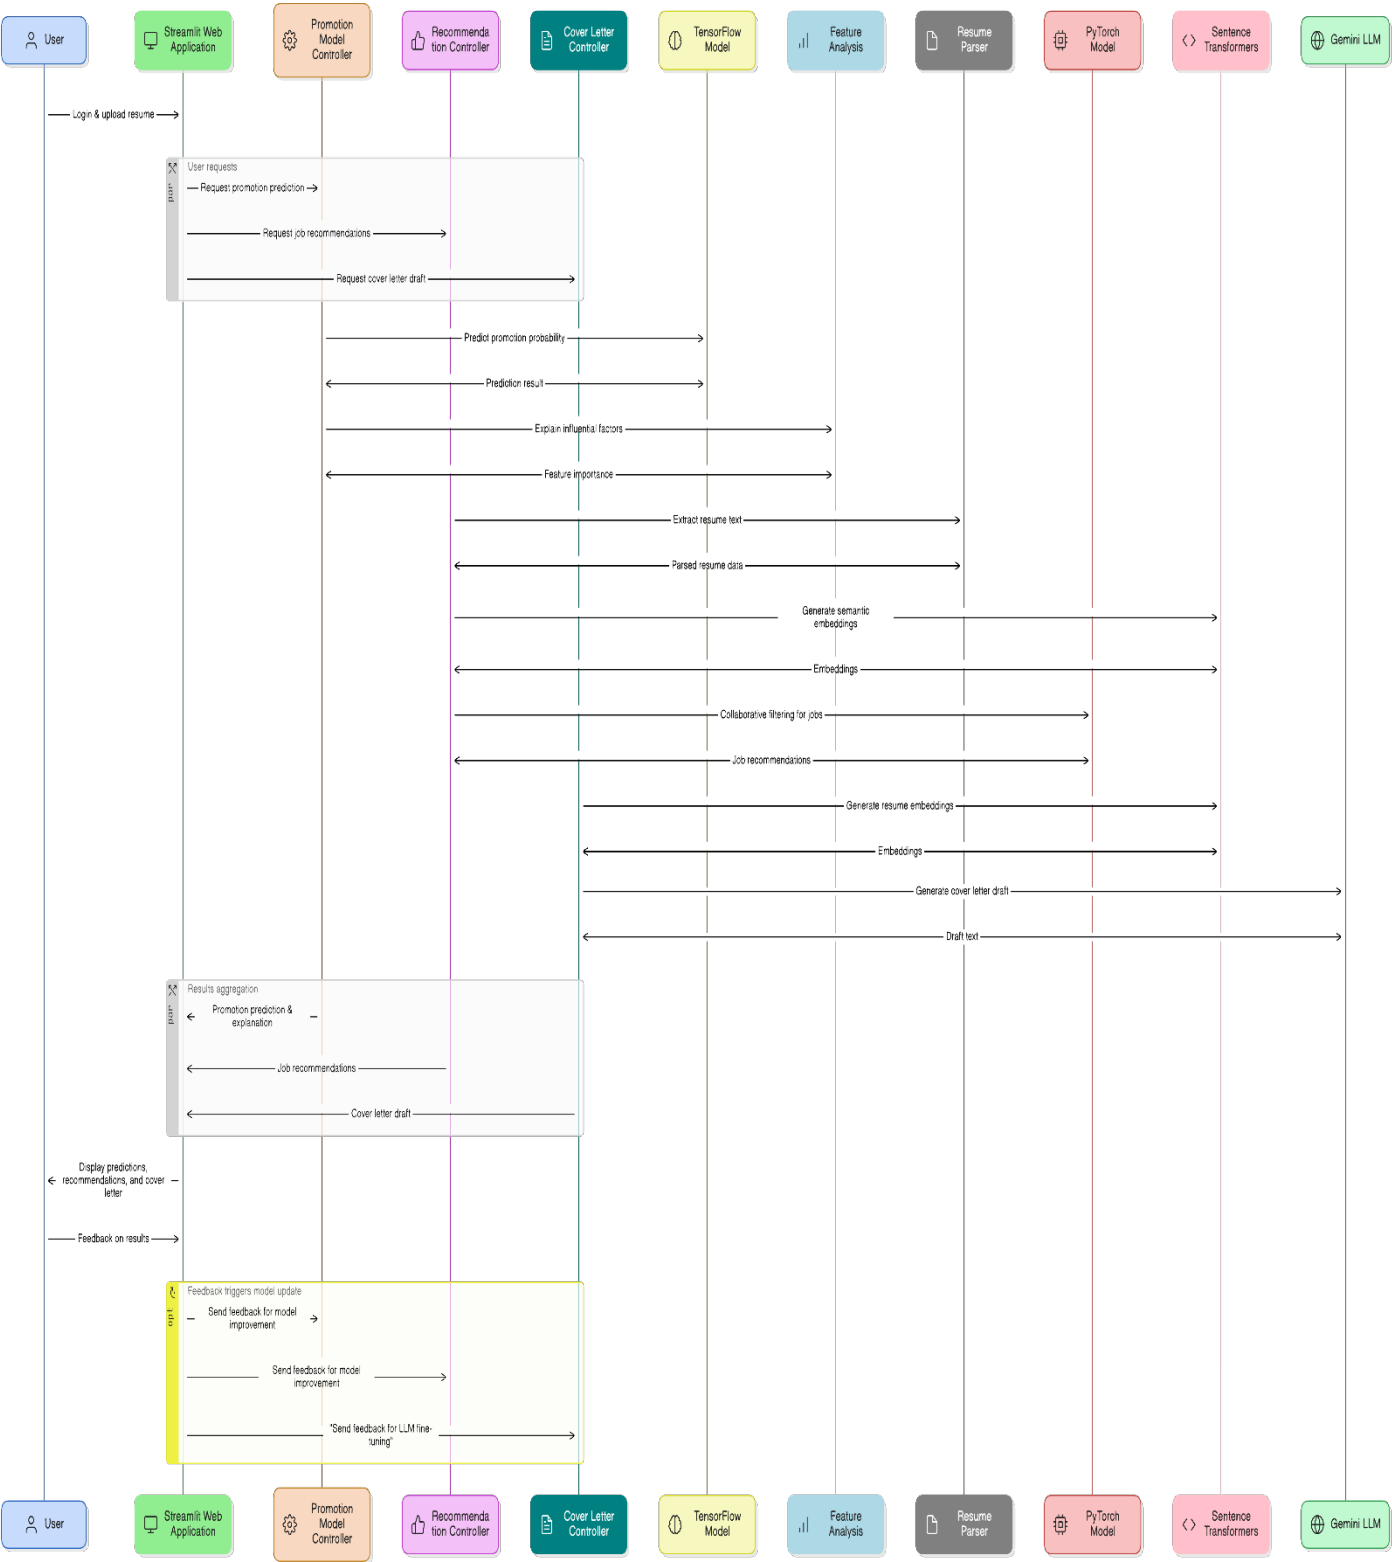 User
Streamlit Web
Application
Promotion
Model
Controller
Recommenda
tion Controller
Cover Letter
Controller
TensorFlow
Model
Feature
Analysis
Resume
Parser
PyTorch
Model
Sentence
Transformers
Gemini LLM
Login & upload resume
User requests
par
Request promotion prediction
Request job recommendations
Request cover letter draft
Predict promotion probability
Prediction result
Explain influential factors
Feature importance
Extract resume text
Parsed resume data
Generate semantic
embeddings
Embeddings
Collaborative filtering for jobs
Job recommendations
Generate resume embeddings
Embeddings
Generate cover letter draft
Draft text
Results aggregation
par
Promotion prediction &
explanation
Job recommendations
Cover letter draft
Display predictions,
recommendations, and cover
letter
Feedback on results
Feedback triggers model update
opt
Send feedback for model
improvement
Send feedback for model
improvement
"Send feedback for LLM fine-
tuning"
User
Streamlit Web
Application
Promotion
Model
Controller
Recommenda
tion Controller
Cover Letter
Controller
TensorFlow
Model
Feature
Analysis
Resume
Parser
PyTorch
Model
Sentence
Transformers
Gemini LLM